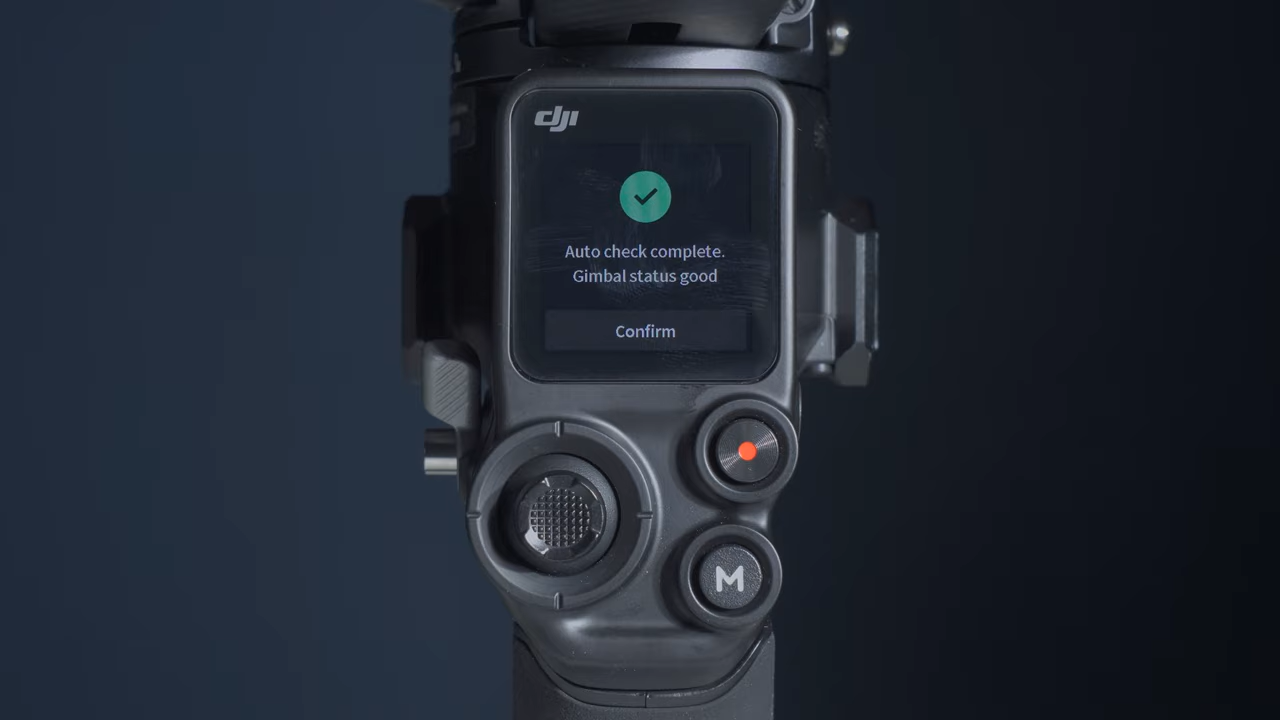 dji
Auto check complete.
Gimbal status good
Confirm
M